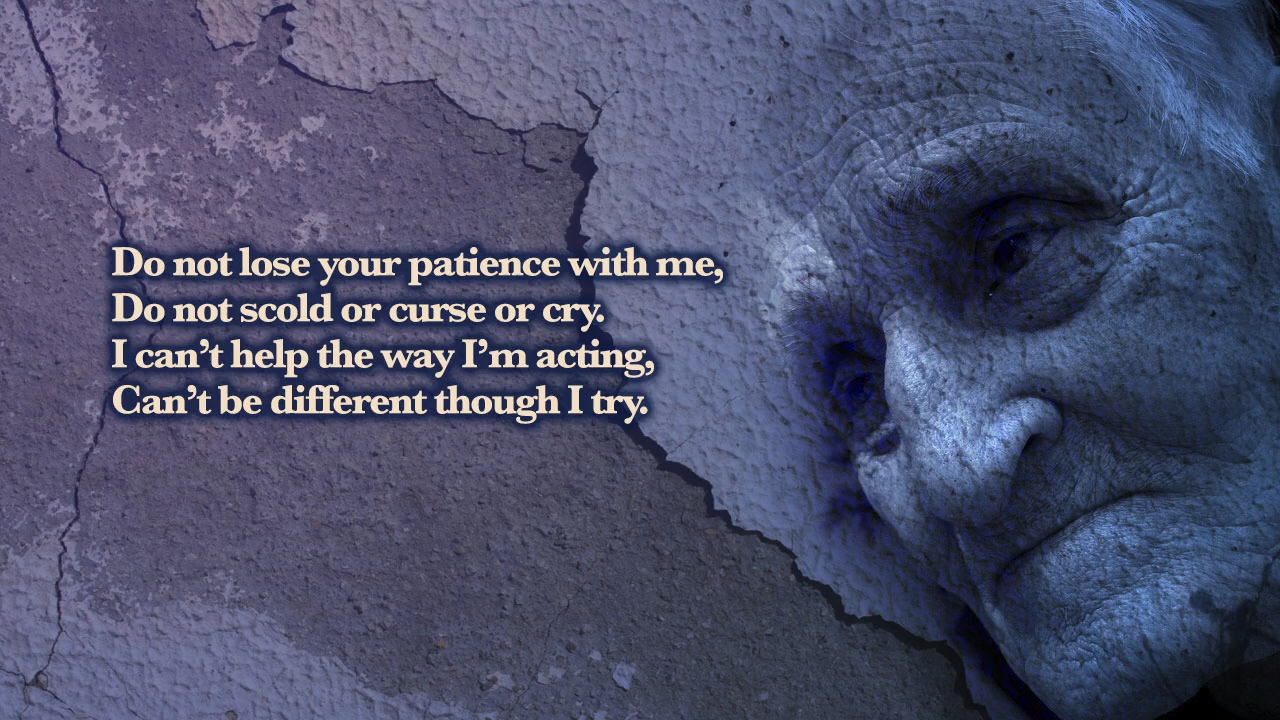 Do not lose your patience with me,
Do not scold or curse or cry.
I can’t help the way I’m acting,
Can’t be different though I try.